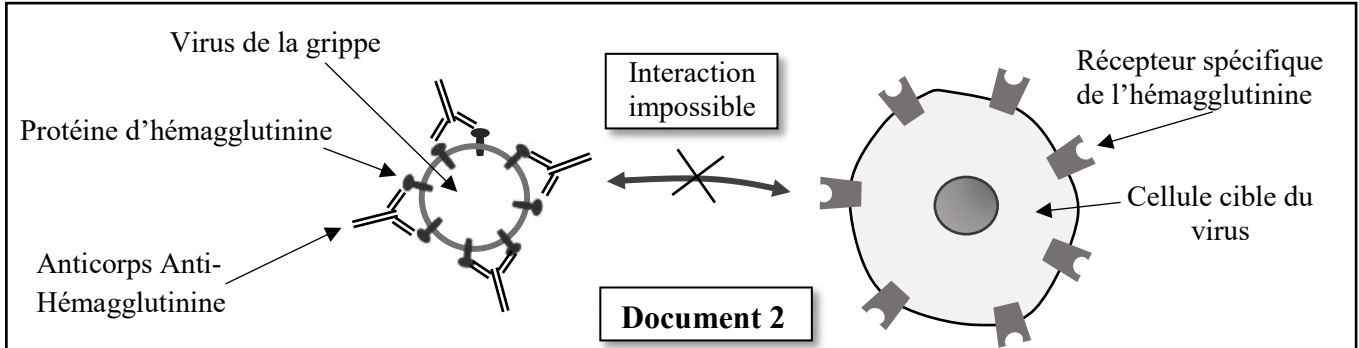 Virus de la grippe
Protéine d'hémagglutinine
Anticorps Anti-
Hémagglutinine
Interaction
impossible
Document 2
Récepteur spécifique
de l'hémagglutinine
Cellule cible du
virus